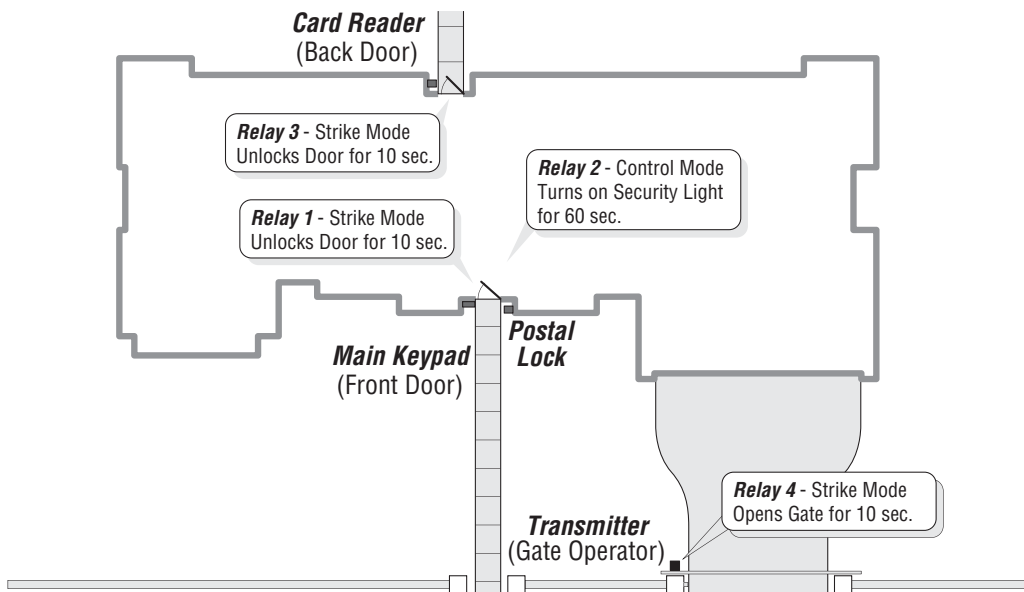 Card Reader
(Back Door)
Relay 3 - Strike Mode
Unlocks Door for 10 sec.
Relay 2 - Control Mode
Turns on Security Light
for 60 sec.
Relay 1 - Strike Mode
Unlocks Door for 10 sec.
Postal
Lock
Main Keypad
(Front Door)
Relay 4 - Strike Mode
Opens Gate for 10 sec.
Transmitter
(Gate Operator)